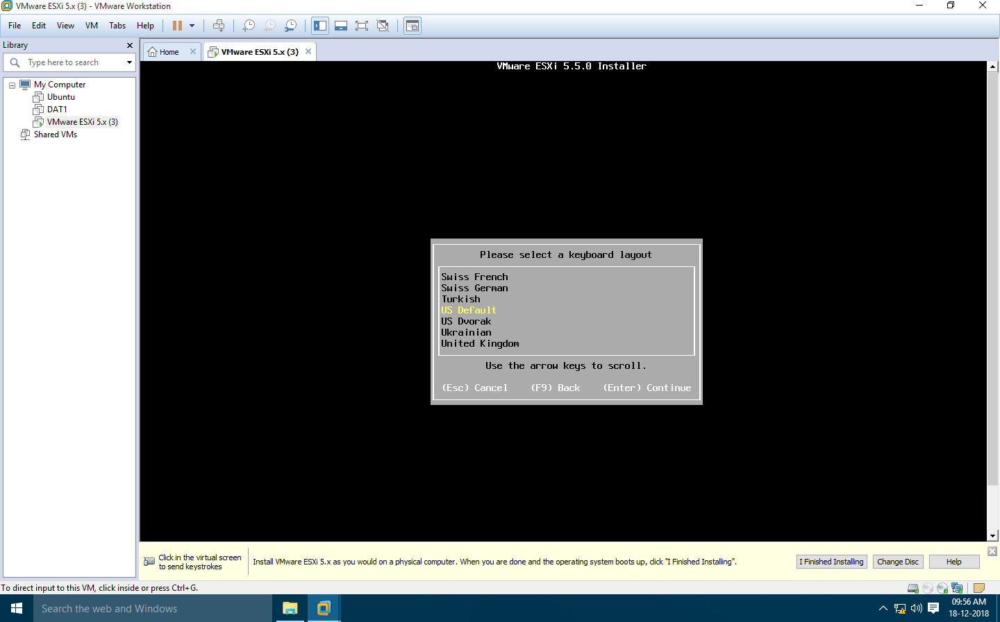 VMware ESXi 5.x (3) - VMware Workstation
File Edit View VM Tabs Help
Library
Type here to search
My Computer
Ubuntu
DAT1
VMware ESXi 5.x (3)
Shared VMs
Home
VMware ESXi 5.x (3)
VMware ESXi 5.5.0 Installer
Please select a keyboard layout
Swiss French
Swiss German
Turkish
US Default
US Dvorak
Ukrainian
United Kingdom
Use the arrow keys to scroll.
(Esc) Cancel (F9) Back (Enter) Continue
Click in the virtual screen
to send keystrokes
Install VMware ESXi 5.x as you would on a physical computer. When you are done and the operating system boots up, click "I Finished Installing".
I Finished Installing Change Disc Help
To direct input to this VM, click inside or press Ctrl+G.
Search the web and Windows
09:56 AM
18-12-2018